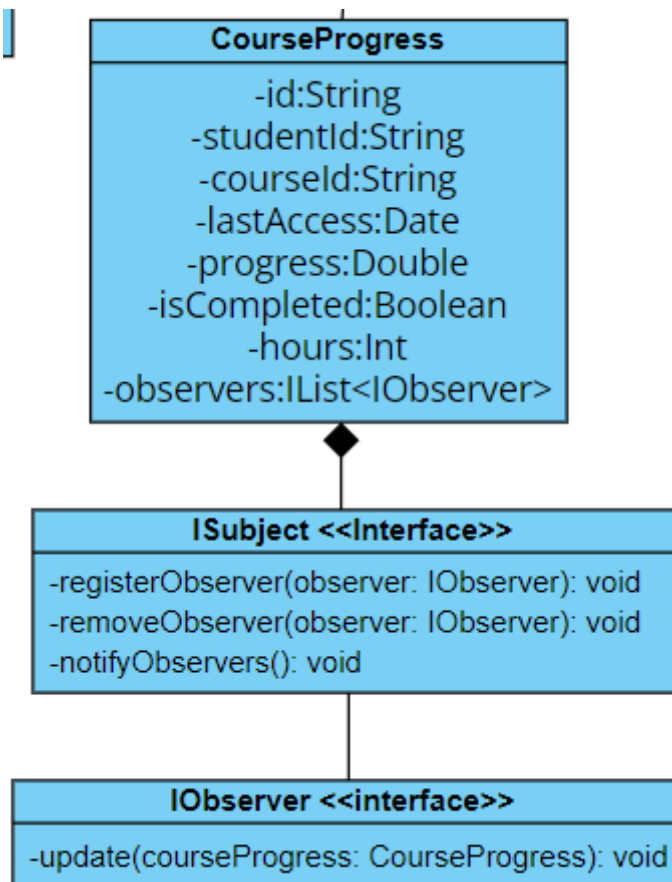 CourseProgress
-id:String
-studentId:String
-courseId:String
-lastAccess:Date
-progress:Double
-isCompleted:Boolean
-hours:Int
-observers:IList<IObserver>
ISubject <<Interface>>
-registerObserver(observer: IObserver): void
-removeObserver(observer: IObserver): void
-notifyObservers(): void
IObserver <<interface>>
-update(courseProgress: CourseProgress): void